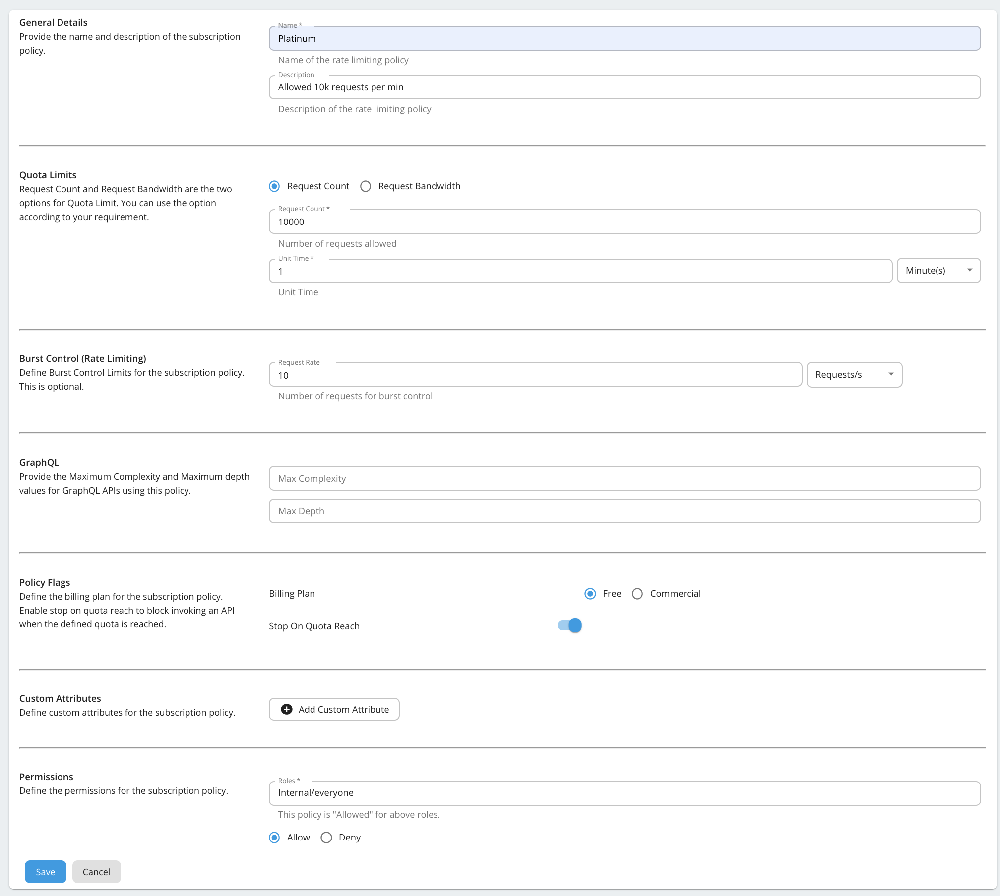 General Details
Provide the name and description of the subscription
policy.
Name *
Platinum
Name of the rate limiting policy
Description
Allowed 10k requests per min
Description of the rate limiting policy
Quota Limits
Request Count and Request Bandwidth are the two
options for Quota Limit. You can use the option
according to your requirement.
Request Count Request Bandwidth
Request Count *
10000
Number of requests allowed
Unit Time *
1 Minute(s)
Unit Time
Burst Control (Rate Limiting)
Define Burst Control Limits for the subscription policy.
This is optional.
Request Rate
10 Requests/s
Number of requests for burst control
GraphQL
Provide the Maximum Complexity and Maximum depth
values for GraphQL APIs using this policy.
Max Complexity
Max Depth
Policy Flags
Define the billing plan for the subscription policy.
Enable stop on quota reach to block invoking an API
when the defined quota is reached.
Billing Plan Free Commercial
Stop On Quota Reach
Custom Attributes
Define custom attributes for the subscription policy.
Add Custom Attribute
Permissions
Define the permissions for the subscription policy.
Roles *
Internal/everyone
This policy is "Allowed" for above roles.
Allow Deny
Save Cancel